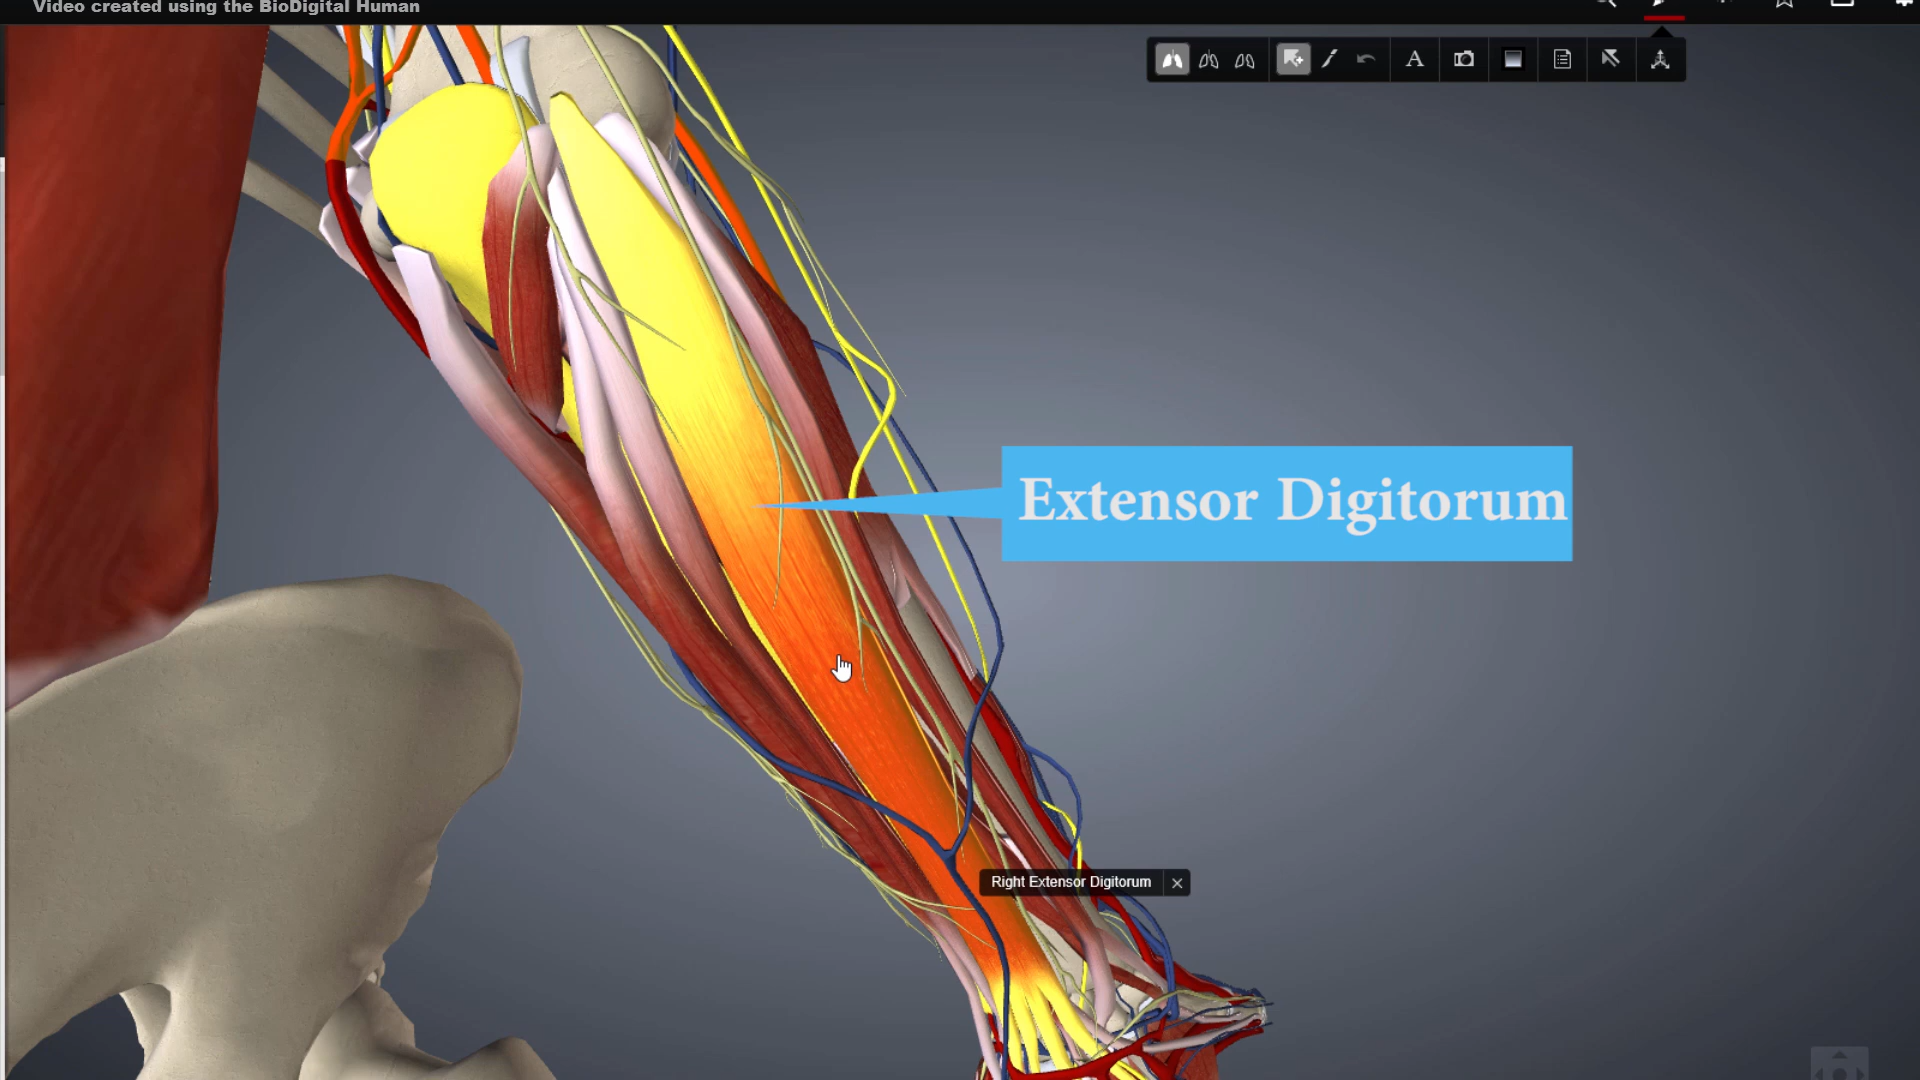 Video created using the BioDigital Human
A
Extensor Digitorum
Right Extensor Digitorum